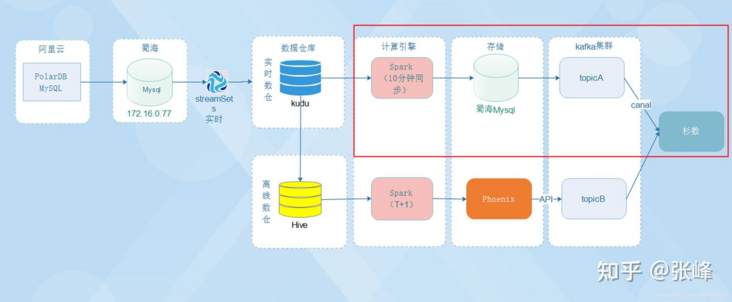 阿里云
蜀海
数据仓库
计算引擎
存储
kafka集群
PolarDB
MySQL
Mysql
172.16.0.77
streamSets
实时
实时数仓
kudu
Spark
(10分钟同
步)
蜀海Mysql
topicA
canal
杉数
离线数仓
Hive
Spark
(T+1)
Phoenix
API
topicB
知乎 @张峰